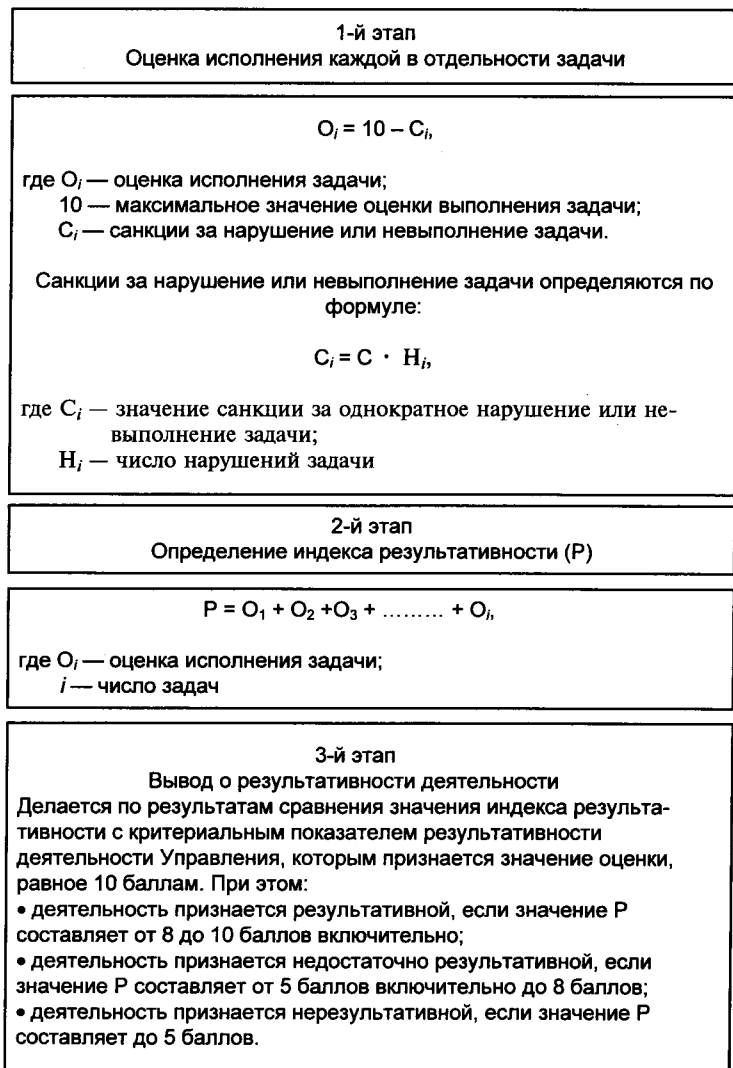 1-й этап
Оценка исполнения каждой в отдельности задачи
Oᵢ = 10 – Cᵢ,
где Oᵢ — оценка исполнения задачи;
10 — максимальное значение оценки выполнения задачи;
Cᵢ — санкции за нарушение или невыполнение задачи.
Санкции за нарушение или невыполнение задачи определяются по
формуле:
Cᵢ = C · Hᵢ,
где Cᵢ — значение санкции за однократное нарушение или не-
выполнение задачи;
Hᵢ — число нарушений задачи
2-й этап
Определение индекса результативности (Р)
P = O₁ + O₂ +O₃ + ……… + Oᵢ,
где Oᵢ — оценка исполнения задачи;
i — число задач
3-й этап
Вывод о результативности деятельности
Делается по результатам сравнения значения индекса результа-
тивности с критериальным показателем результативности
деятельности Управления, которым признается значение оценки,
равное 10 баллам. При этом:
• деятельность признается результативной, если значение Р
составляет от 8 до 10 баллов включительно;
• деятельность признается недостаточно результативной, если
значение Р составляет от 5 баллов включительно до 8 баллов;
• деятельность признается нерезультативной, если значение Р
составляет до 5 баллов.